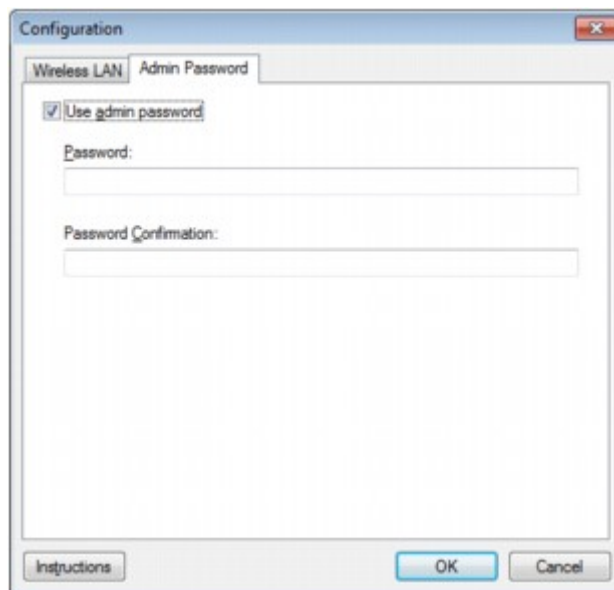 Configuration
Wireless LAN Admin Password
Use admin password
Password:
Password Confirmation:
Instructions OK Cancel